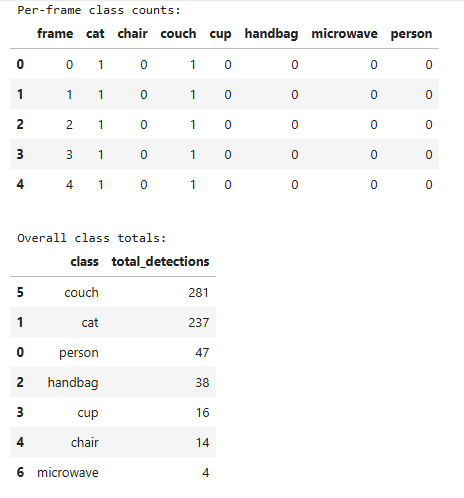 Per-frame class counts:
frame cat chair couch cup handbag microwave person
0 0 1 0 1 0 0 0 0
1 1 1 0 1 0 0 0 0
2 2 1 0 1 0 0 0 0
3 3 1 0 1 0 0 0 0
4 4 1 0 1 0 0 0 0
Overall class totals:
class total_detections
5 couch 281
1 cat 237
0 person 47
2 handbag 38
3 cup 16
4 chair 14
6 microwave 4